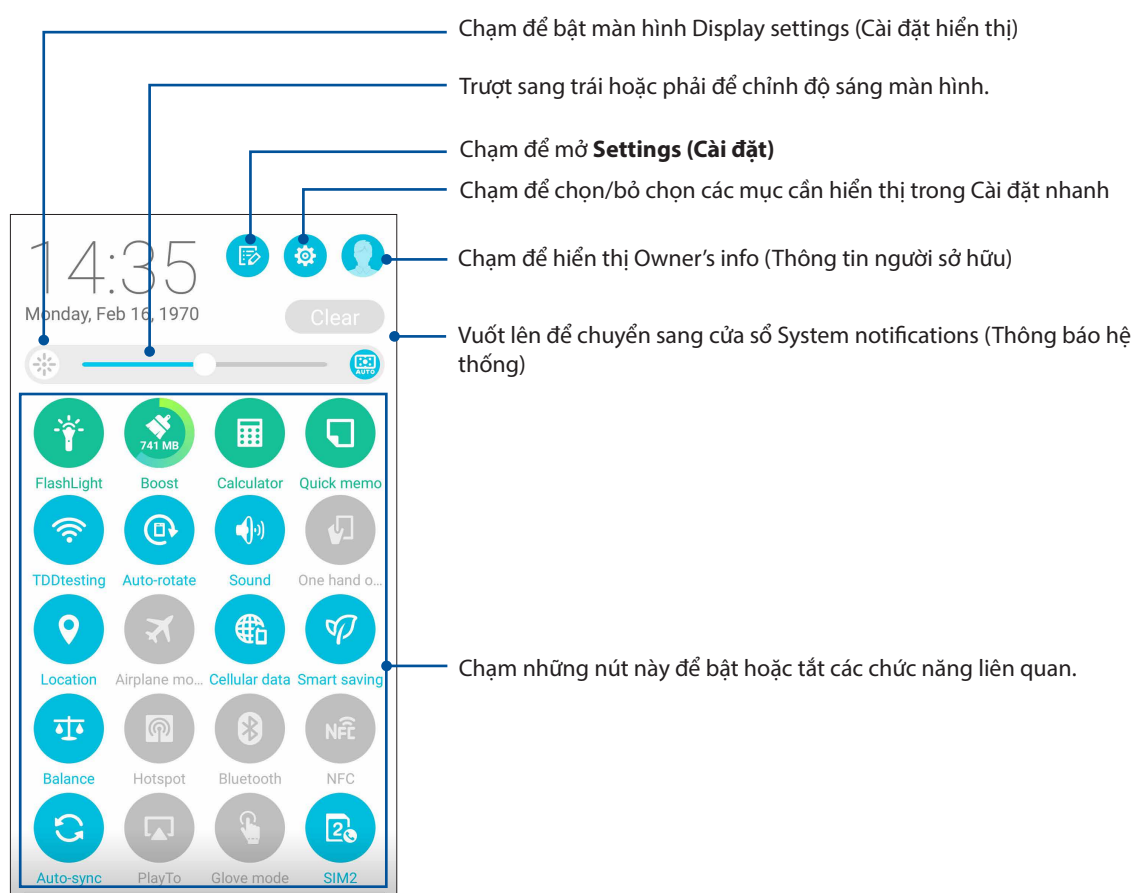 Chạm để bật màn hình Display settings (Cài đặt hiển thị)
Trượt sang trái hoặc phải để chỉnh độ sáng màn hình.
Chạm để mở Settings (Cài đặt)
Chạm để chọn/bỏ chọn các mục cần hiển thị trong Cài đặt nhanh
14:35
Chạm để hiển thị Owner’s info (Thông tin người sở hữu)
Monday, Feb 16, 1970
Clear
Vuốt lên để chuyển sang cửa sổ System notifications (Thông báo hệ
thống)
AUTO
741 MB
FlashLight Boost Calculator Quick memo
TDDtesting Auto-rotate Sound One hand o...
Location Airplane mo... Cellular data Smart saving
Chạm những nút này để bật hoặc tắt các chức năng liên quan.
NFC
Balance Hotspot Bluetooth NFC
2
Auto-sync PlayTo Glove mode SIM2